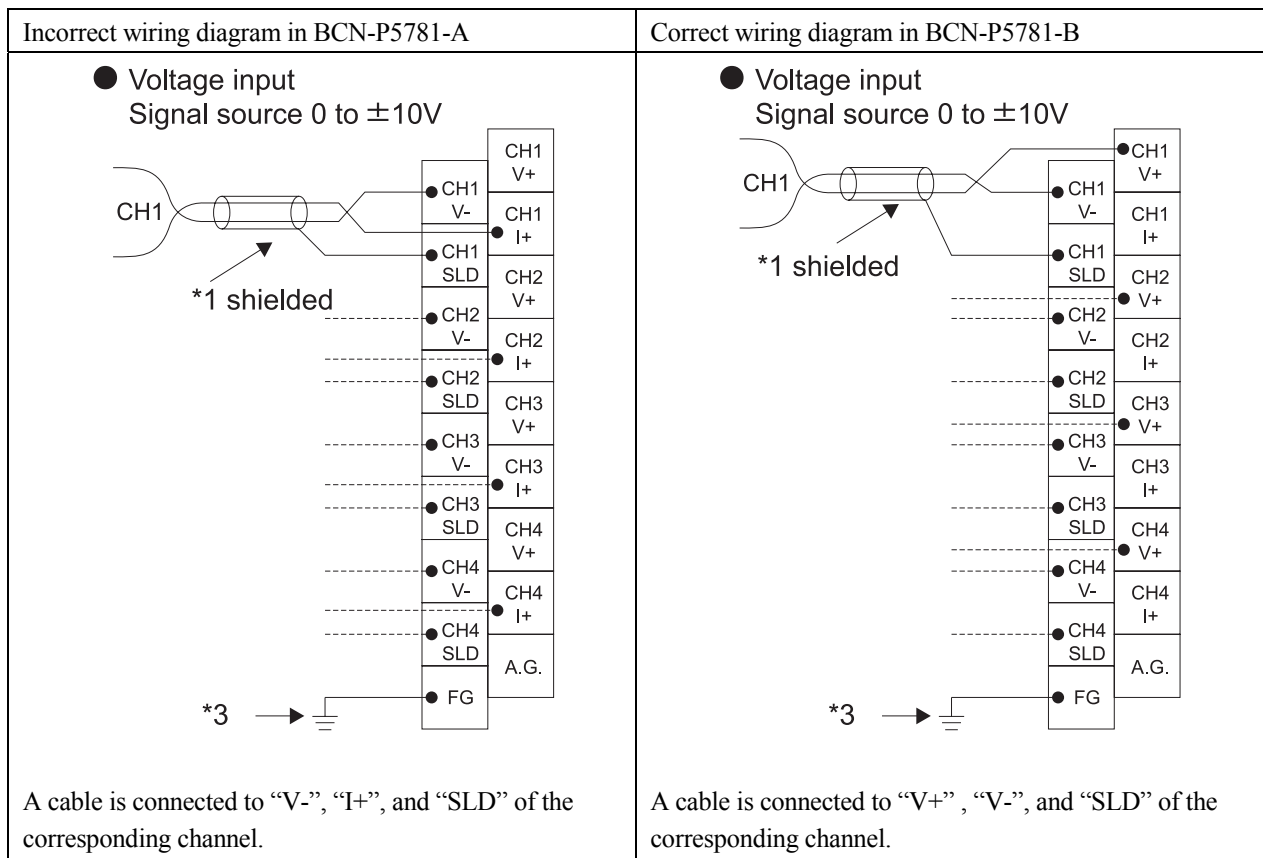 Incorrect wiring diagram in BCN-P5781-A
● Voltage input
Signal source 0 to ±10V
CH1
*1 shielded
CH1
V+
CH1
V-
CH1
I+
CH1
SLD
CH2
V+
CH2
V-
CH2
I+
CH2
SLD
CH3
V+
CH3
V-
CH3
I+
CH3
SLD
CH4
V+
CH4
V-
CH4
I+
CH4
SLD
A.G.
FG
*3
A cable is connected to “V-”, “I+”, and “SLD” of the
corresponding channel.
Correct wiring diagram in BCN-P5781-B
● Voltage input
Signal source 0 to ±10V
CH1
*1 shielded
CH1
V+
CH1
V-
CH1
I+
CH1
SLD
CH2
V+
CH2
V-
CH2
I+
CH2
SLD
CH3
V+
CH3
V-
CH3
I+
CH3
SLD
CH4
V+
CH4
V-
CH4
I+
CH4
SLD
A.G.
FG
*3
A cable is connected to “V+” , “V-”, and “SLD” of the
corresponding channel.